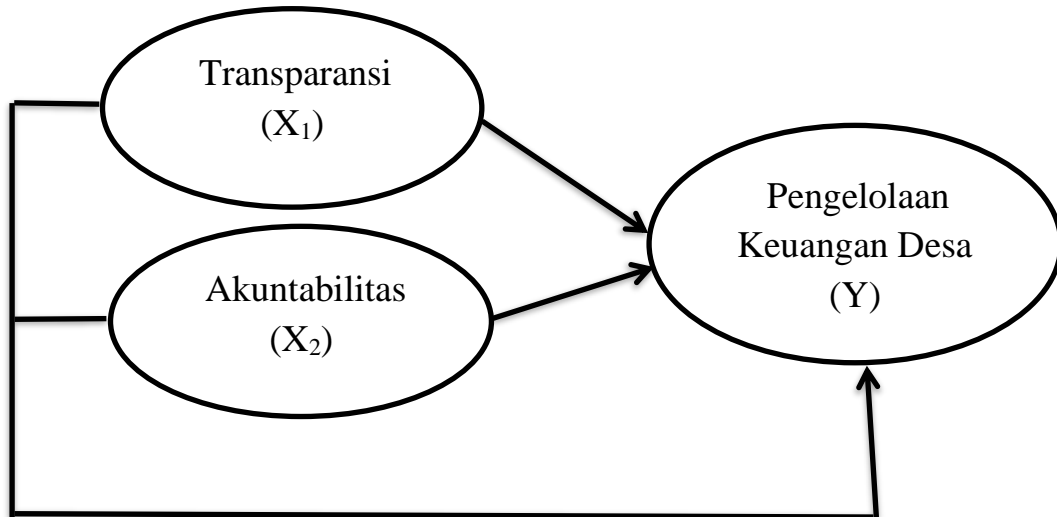 Transparansi
(X₁)
Akuntabilitas
(X₂)
Pengelolaan
Keuangan Desa
(Y)